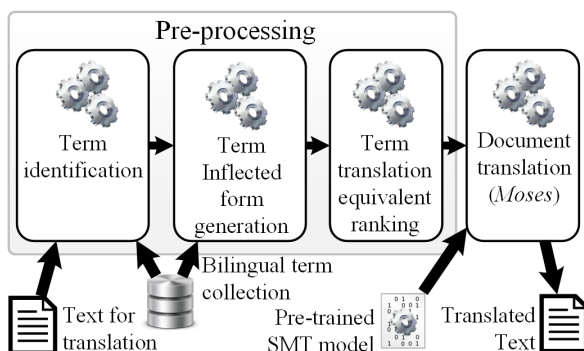 Pre-processing
Term
identification
Term
Inflected
form
generation
Term
translation
equivalent
ranking
Document
translation
(Moses)
Bilingual term
collection
Text for
translation
Pre-trained
SMT model
Translated
Text